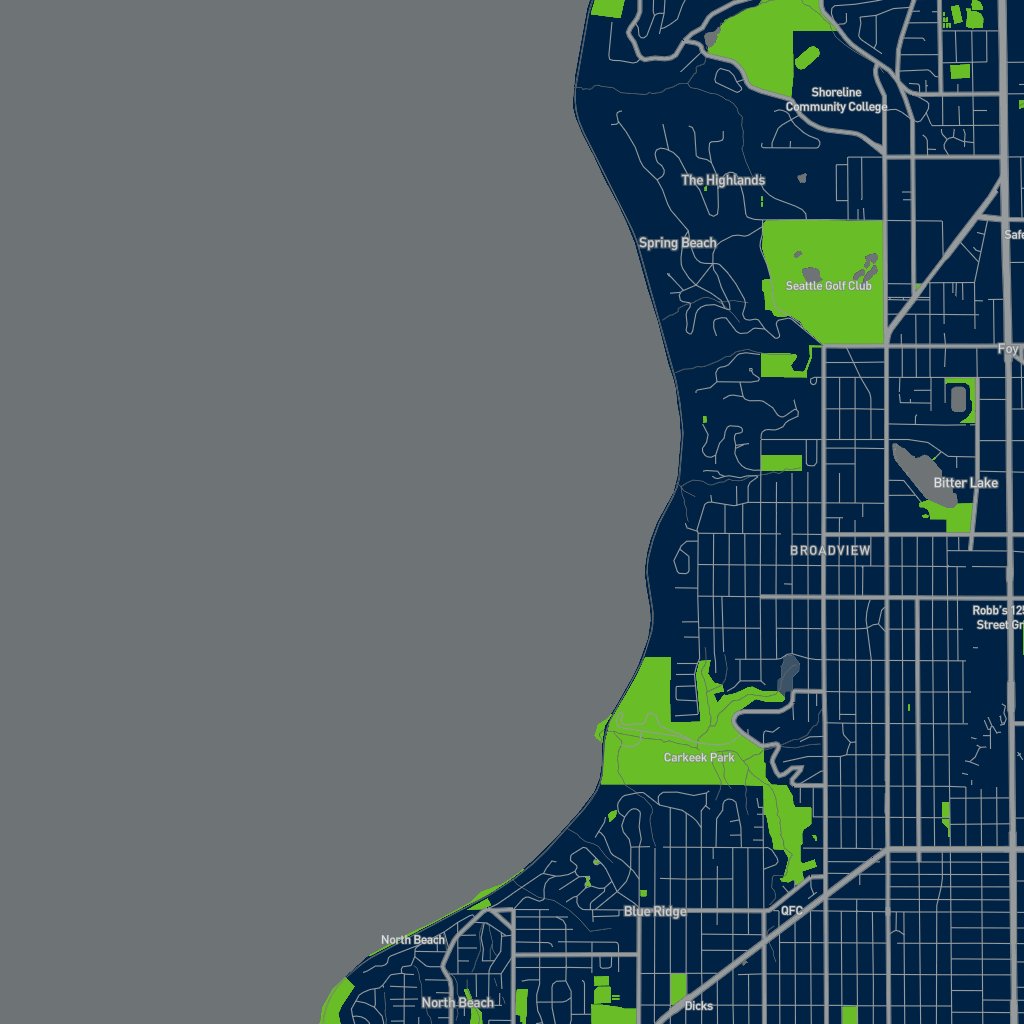 Shoreline
Community College
The Highlands
Safe
Spring Beach
Seattle Golf Club
Foy
Bitter Lake
BROADVIEW
Robb's 125
Street Gr
Carkeek Park
Blue Ridge
QFC
North Beach
North Beach
Dicks